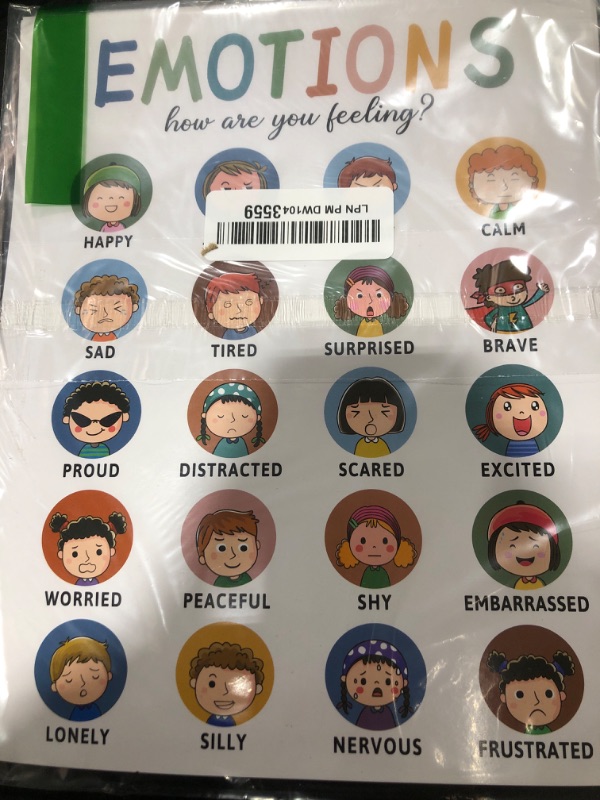 EMOTIONS
how are you feeling?
LPN PM DW1043559
HAPPY CALM
SAD TIRED SURPRISED BRAVE
PROUD DISTRACTED SCARED EXCITED
WORRIED PEACEFUL SHY EMBARRASSED
LONELY SILLY NERVOUS FRUSTRATED